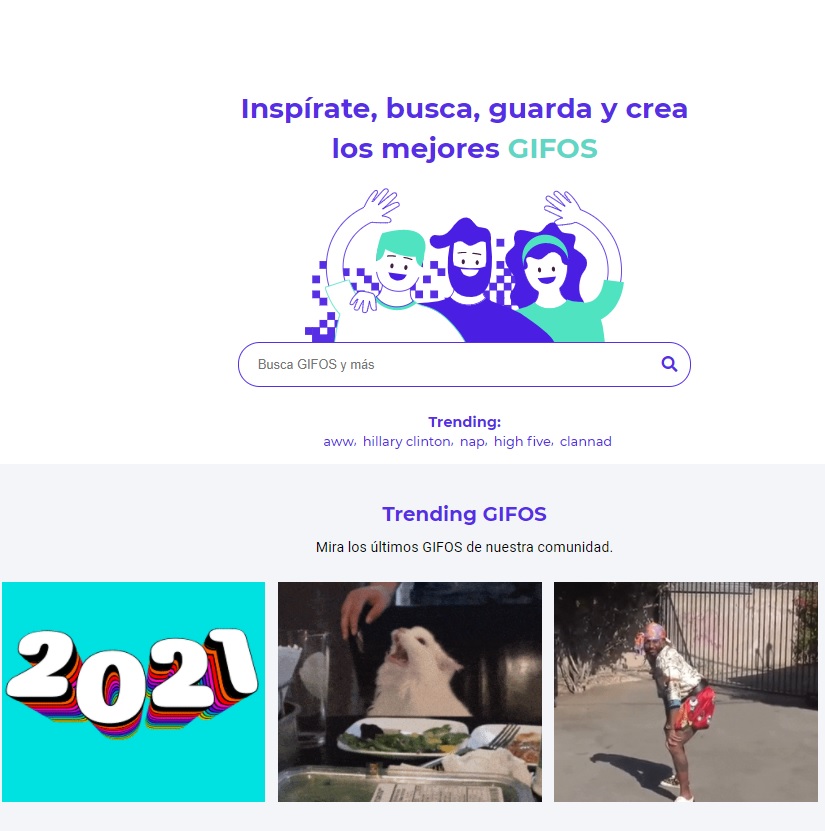 Inspírate, busca, guarda y crea
los mejores GIFOS
Busca GIFOS y más
Trending:
aww, hillary clinton, nap, high five, clannad
Trending GIFOS
Mira los últimos GIFOS de nuestra comunidad.
2021